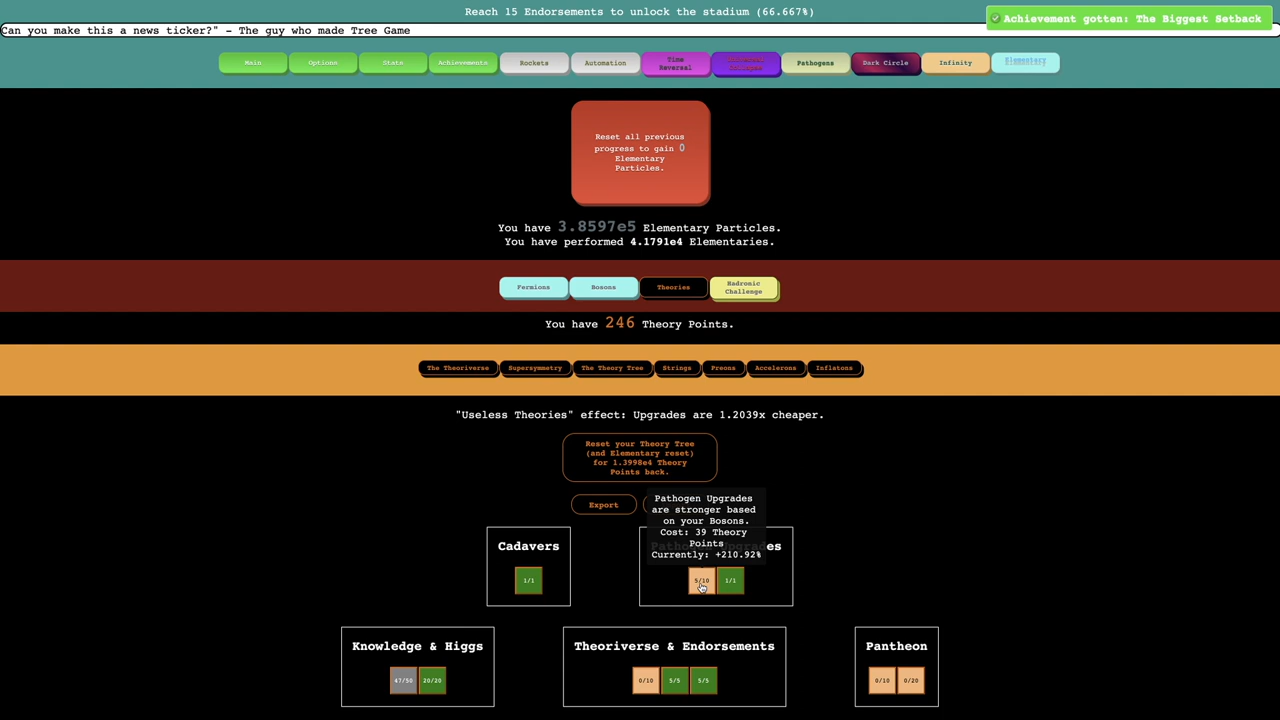 Reach 15 Endorsements to unlock the stadium (66.667%)
Achievement gotten: The Biggest Setback
Can you make this a news ticker?" - The guy who made Tree Game
Main
Options
Stats
Achievements
Rockets
Automation
Time
Reversal
Universal
Collapse
Pathogens
Dark Circle
Infinity
Elementary
Reset all previous
progress to gain 0
Elementary
Particles.
You have 3.8597e5 Elementary Particles.
You have performed 4.1791e4 Elementaries.
Fermions
Bosons
Theories
Hadronic
Challenge
You have 246 Theory Points.
The Theoriverse
Supersymmetry
The Theory Tree
Strings
Preons
Accelerons
Inflatons
"Useless Theories" effect: Upgrades are 1.2039x cheaper.
Reset your Theory Tree
(and Elementary reset)
for 1.3998e4 Theory
Points back.
Export
Pathogen Upgrades
are stronger based
on your Bosons.
Cost: 39 Theory
Points
Currently: +210.92%
Cadavers
Pathogen Upgrades
1/1
5/10
1/1
Knowledge & Higgs
Theoriverse & Endorsements
Pantheon
47/50
20/20
0/10
5/5
5/5
0/10
0/20